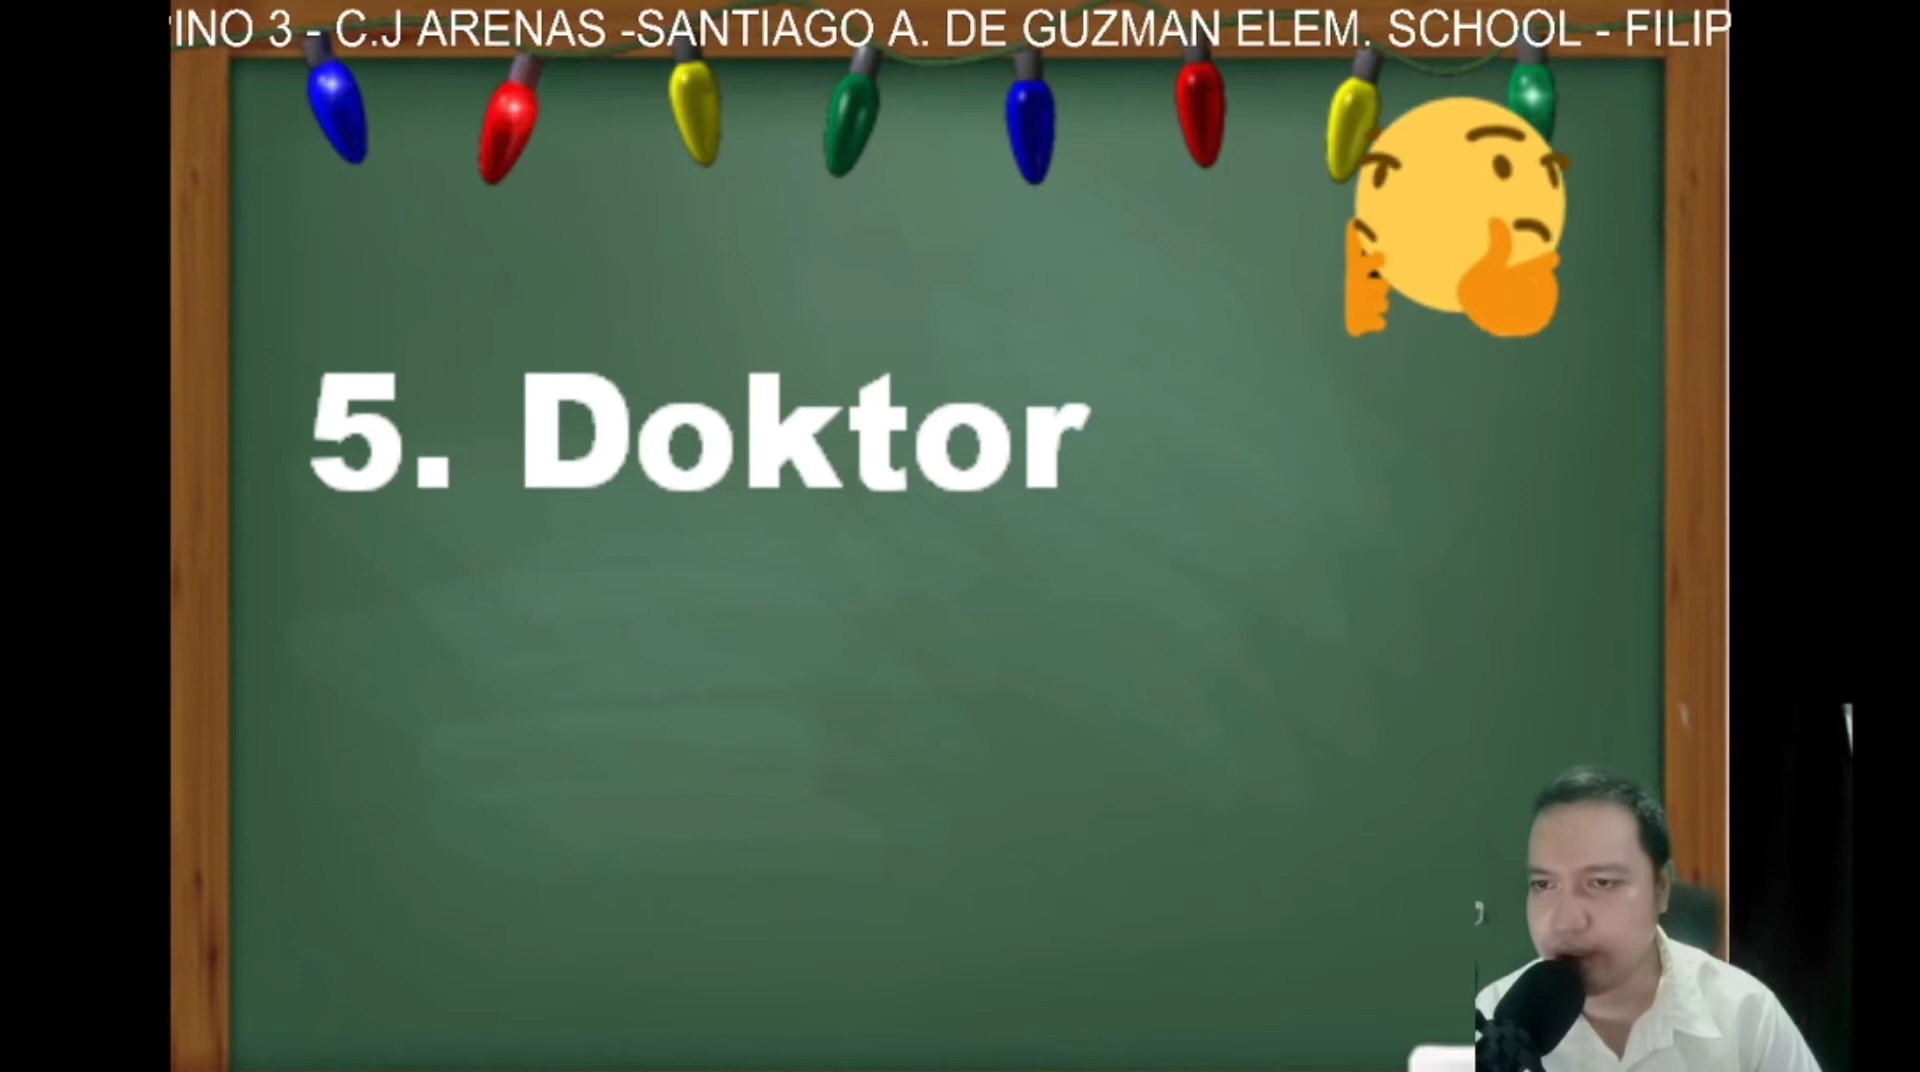 INO 3 - C.J ARENAS -SANTIAGO A. DE GUZMAN ELEM. SCHOOL - FILIP
5. Doktor